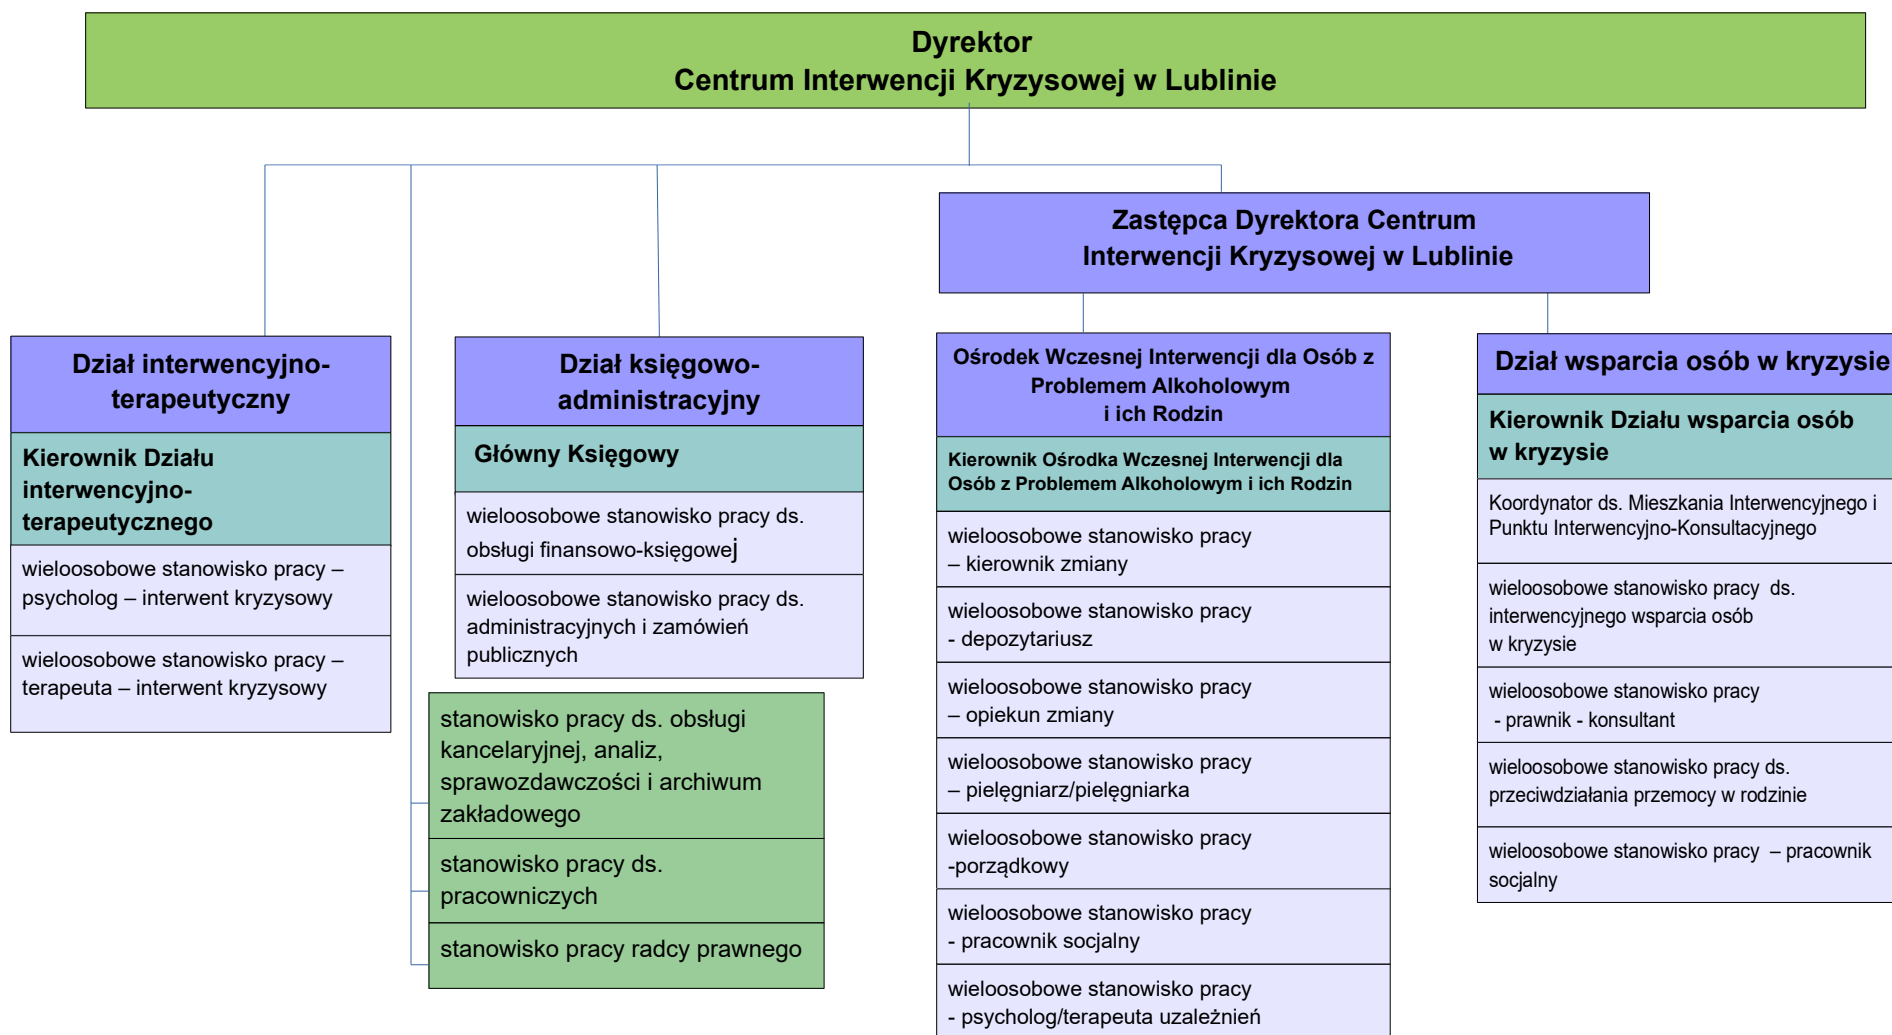 Dyrektor
Centrum Interwencji Kryzysowej w Lublinie
Zastępca Dyrektora Centrum
Interwencji Kryzysowej w Lublinie
Dział interwencyjno-
terapeutyczny
Kierownik Działu
interwencyjno-
terapeutycznego
wieloosobowe stanowisko pracy –
psycholog – interwent kryzysowy
wieloosobowe stanowisko pracy –
terapeuta – interwent kryzysowy
Dział księgowo-
administracyjny
Główny Księgowy
wieloosobowe stanowisko pracy ds.
obsługi finansowo-księgowej
wieloosobowe stanowisko pracy ds.
administracyjnych i zamówień
publicznych
stanowisko pracy ds. obsługi
kancelaryjnej, analiz,
sprawozdawczości i archiwum
zakładowego
stanowisko pracy ds.
pracowniczych
stanowisko pracy radcy prawnego
Ośrodek Wczesnej Interwencji dla Osób z
Problemem Alkoholowym
i ich Rodzin
Kierownik Ośrodka Wczesnej Interwencji dla
Osób z Problemem Alkoholowym i ich Rodzin
wieloosobowe stanowisko pracy
– kierownik zmiany
wieloosobowe stanowisko pracy
- depozytariusz
wieloosobowe stanowisko pracy
– opiekun zmiany
wieloosobowe stanowisko pracy
– pielęgniarz/pielęgniarka
wieloosobowe stanowisko pracy
-porządkowy
wieloosobowe stanowisko pracy
- pracownik socjalny
wieloosobowe stanowisko pracy
- psycholog/terapeuta uzależnień
Dział wsparcia osób w kryzysie
Kierownik Działu wsparcia osób
w kryzysie
Koordynator ds. Mieszkania Interwencyjnego i
Punktu Interwencyjno-Konsultacyjnego
wieloosobowe stanowisko pracy ds.
interwencyjnego wsparcia osób
w kryzysie
wieloosobowe stanowisko pracy
- prawnik - konsultant
wieloosobowe stanowisko pracy ds.
przeciwdziałania przemocy w rodzinie
wieloosobowe stanowisko pracy – pracownik
socjalny